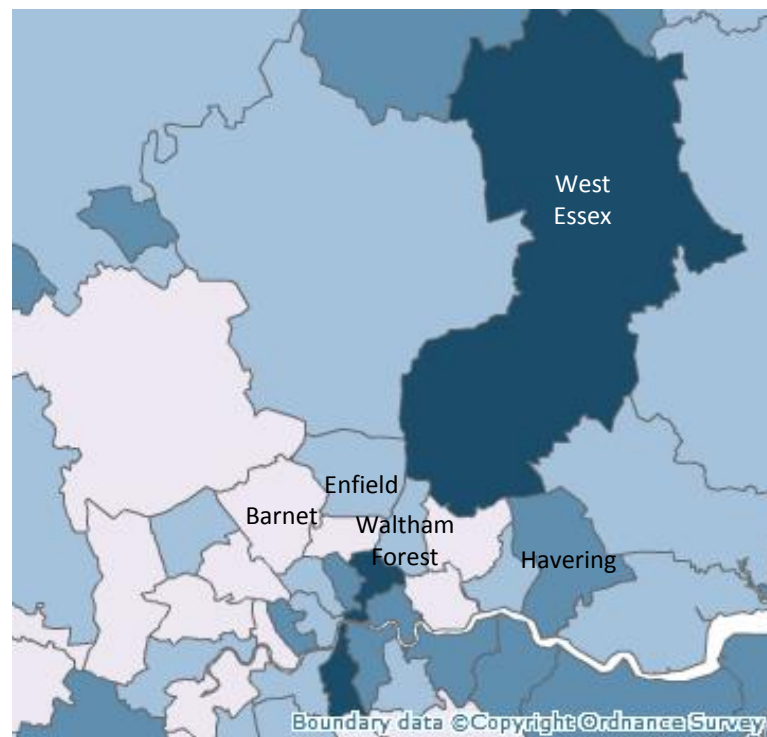 West
Essex
Enfield
Barnet
Waltham
Forest
Havering
Boundary data ©Copyright Ordnance Survey